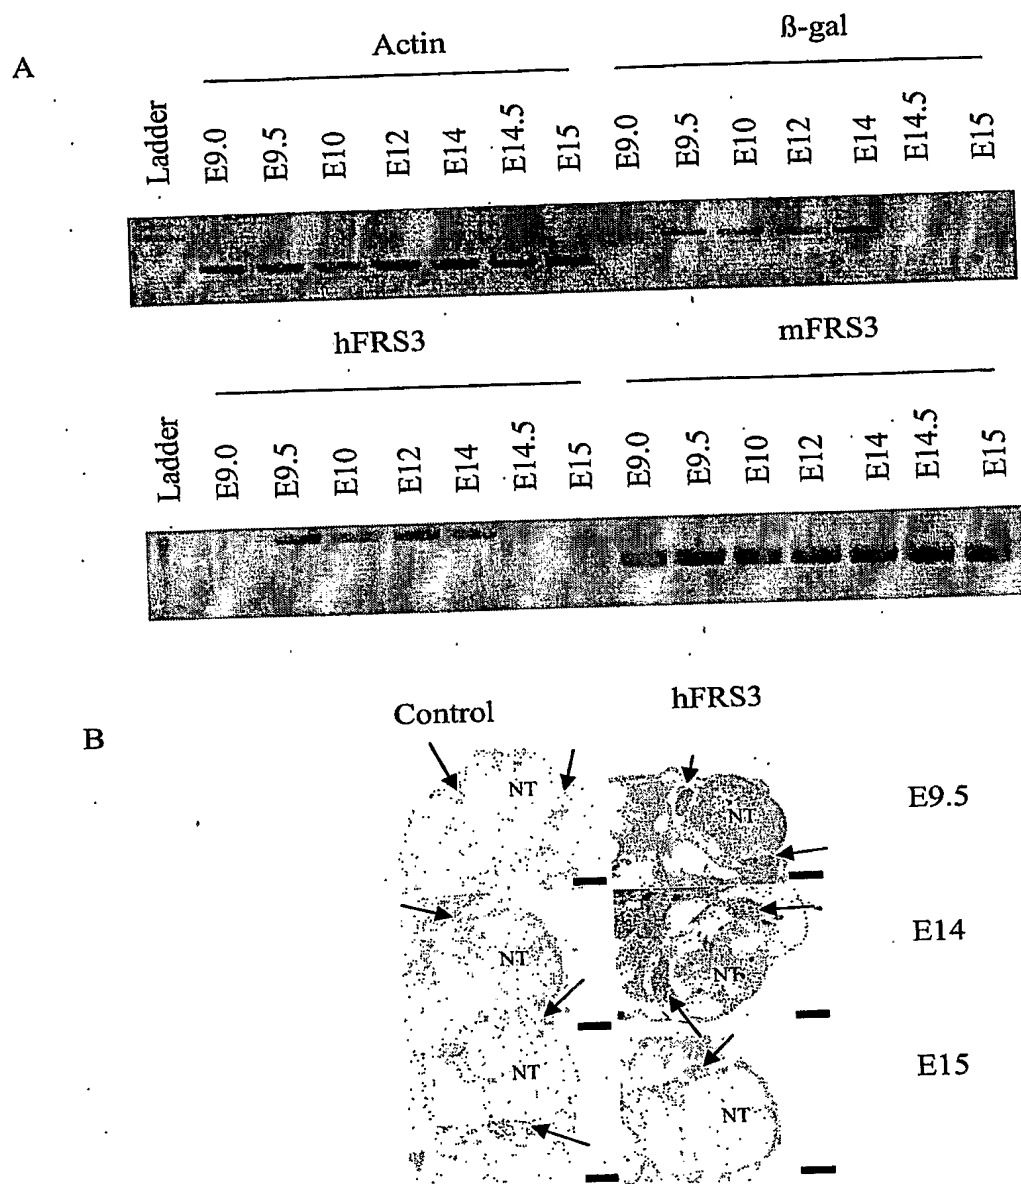 A
Actin
ß-gal
Ladder E9.0 E9.5 E10 E12 E14 E14.5 E15 E9.0 E9.5 E10 E12 E14 E14.5 E15
hFRS3
mFRS3
Ladder E9.0 E9.5 E10 E12 E14 E14.5 E15 E9.0 E9.5 E10 E12 E14 E14.5 E15
B
Control
hFRS3
NT NT E9.5
NT NT E14
NT NT E15